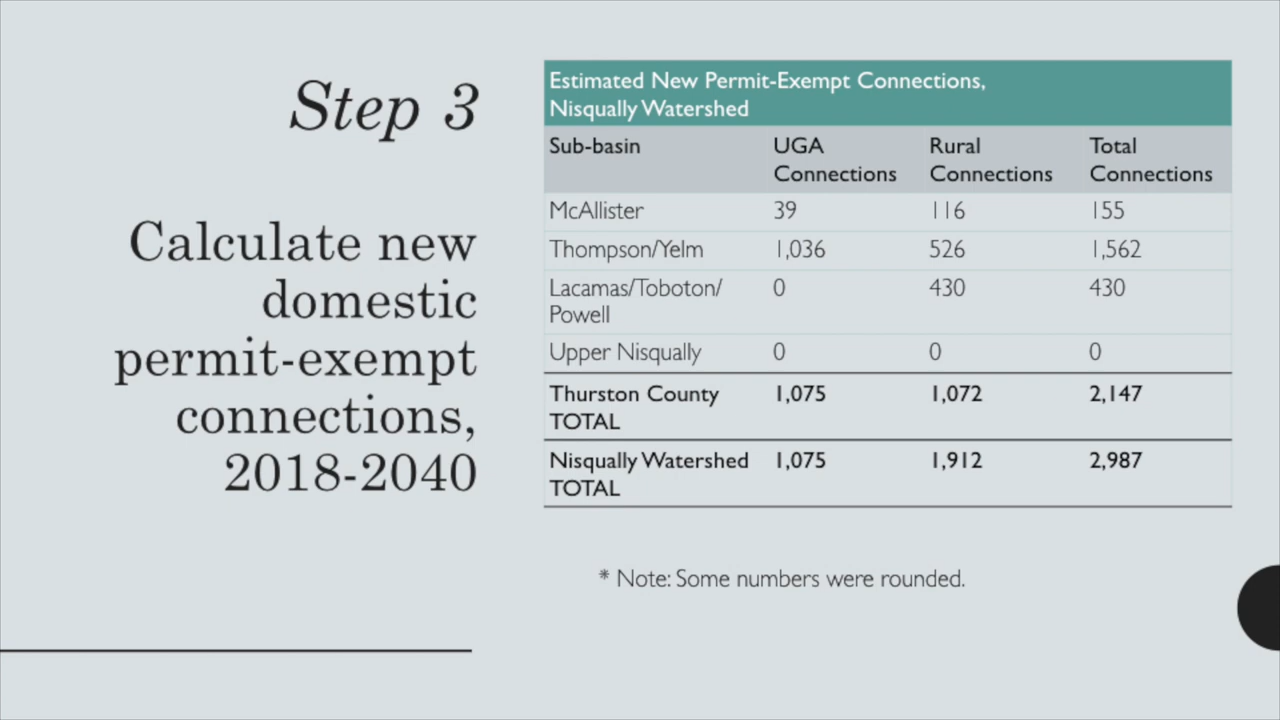 Step 3
Calculate new
domestic
permit-exempt
connections,
2018-2040
Estimated New Permit-Exempt Connections,
Nisqually Watershed
Sub-basin UGA Connections Rural Connections Total Connections
McAllister 39 116 155
Thompson/Yelm 1,036 526 1,562
Lacamas/Toboton/ 0 430 430
Powell
Upper Nisqually 0 0 0
Thurston County 1,075 1,072 2,147
TOTAL
Nisqually Watershed 1,075 1,912 2,987
TOTAL
* Note: Some numbers were rounded.